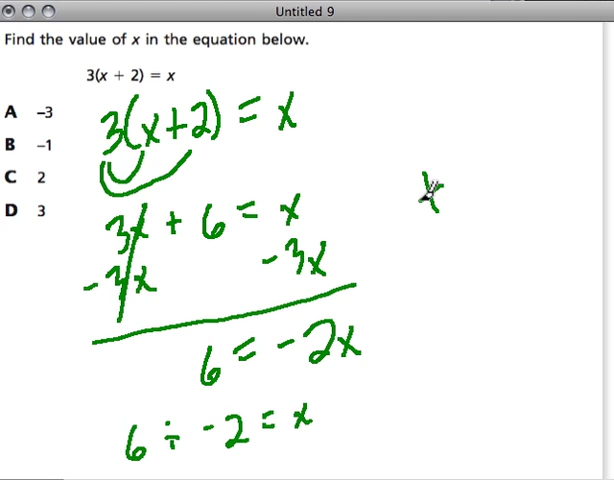 Untitled 9
Find the value of x in the equation below.
3(x + 2) = x
A –3
B –1
C 2
D 3
3(x+2) = x
3x + 6 = x
-3x -3x
6 = -2x
6 ÷ -2 = x
x